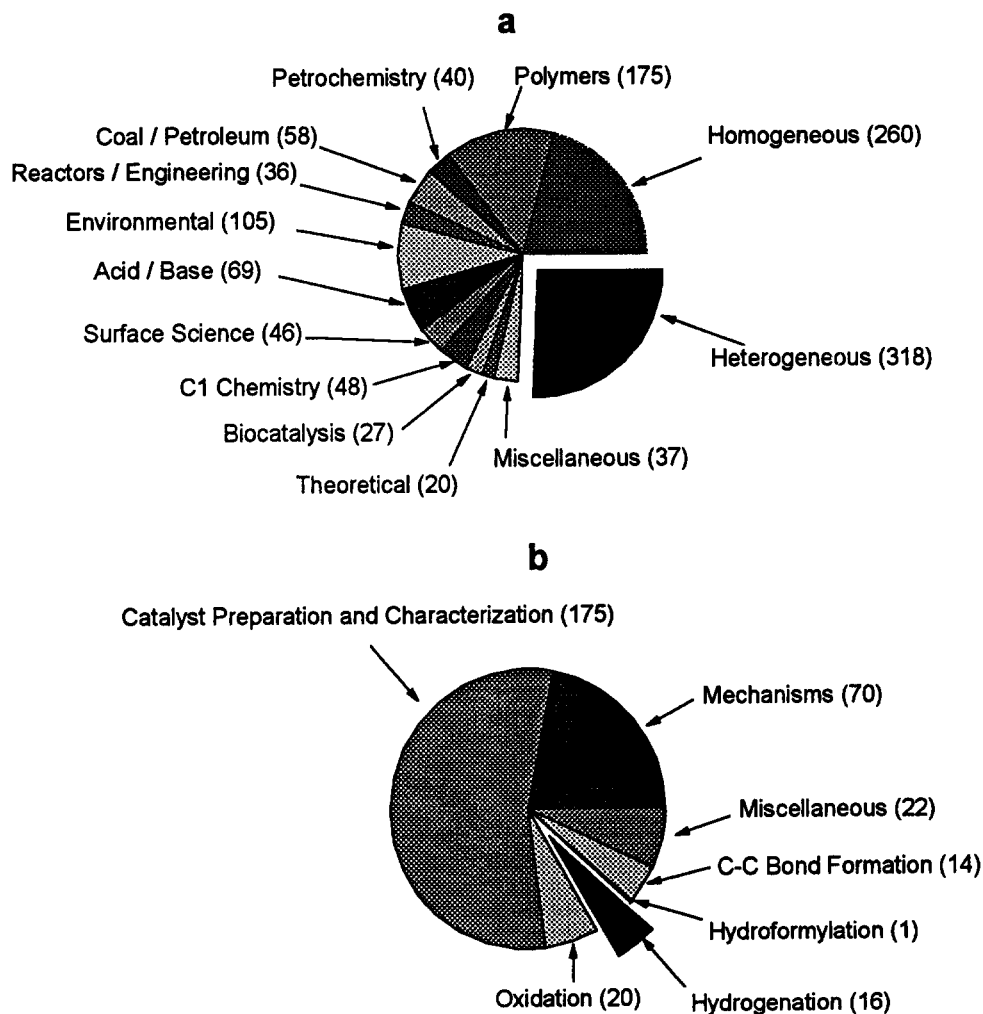 a
Petrochemistry (40)
Polymers (175)
Coal / Petroleum (58)
Homogeneous (260)
Reactors / Engineering (36)
Environmental (105)
Acid / Base (69)
Surface Science (46)
Heterogeneous (318)
C1 Chemistry (48)
Biocatalysis (27)
Miscellaneous (37)
Theoretical (20)
b
Catalyst Preparation and Characterization (175)
Mechanisms (70)
Miscellaneous (22)
C-C Bond Formation (14)
Hydroformylation (1)
Oxidation (20)
Hydrogenation (16)